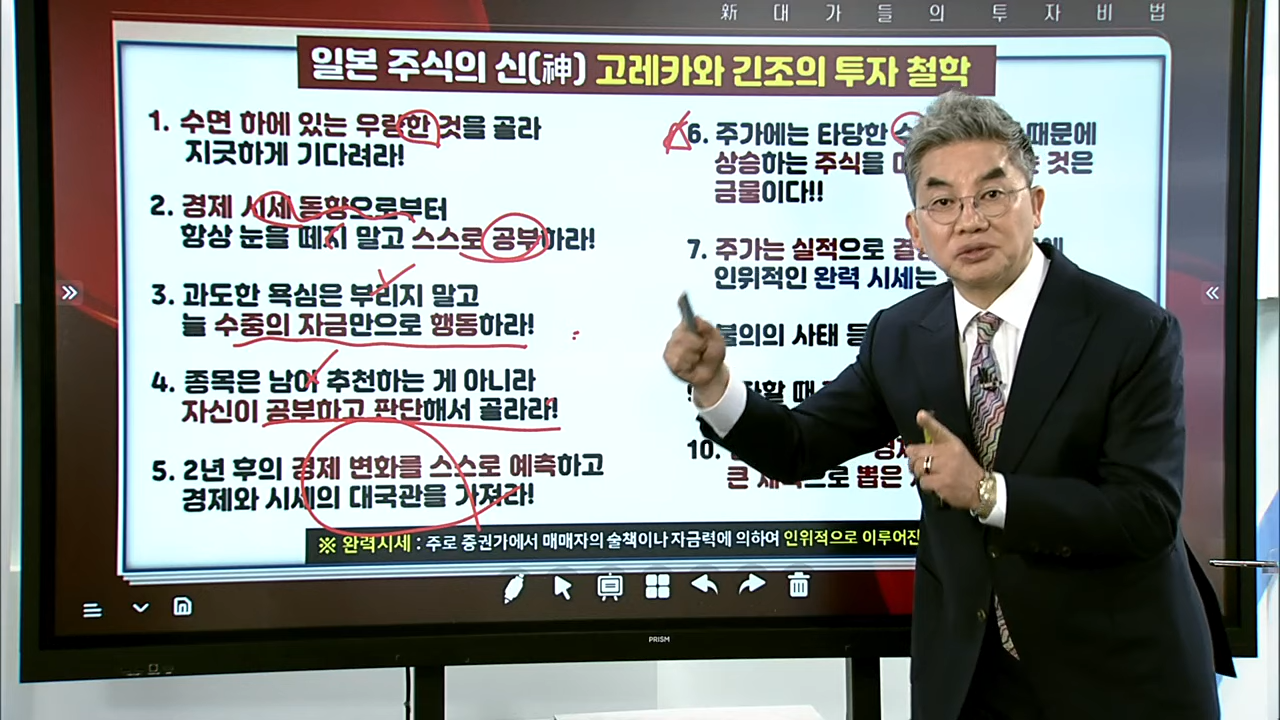 新 대가들의 투자비법
일본 주식의 신(神) 고레카와 긴조의 투자 철학
1. 수면 하에 있는 우량한 것을 골라
지긋하게 기다려라!
2. 경제 시세 동향으로부터
항상 눈을 떼지 말고 스스로 공부하라!
3. 과도한 욕심은 부리지 말고
늘 수중의 자금만으로 행동하라!
4. 종목은 남이 추천하는 게 아니라
자신이 공부하고 판단해서 골라라!
5. 2년 후의 경제 변화를 스스로 예측하고
경제와 시세의 대국관을 가져라!
6. 주가에는 타당한 때문에
상승하는 주식을 것은
금물이다!!
7. 주가는 실적으로
인위적인 완력 시세는
불의의 사태
할 때
10.
큰 으로 뽑은
※ 완력시세 : 주로 증권가에서 매매자의 술책이나 자금력에 의하여 인위적으로 이루어진
PRISM